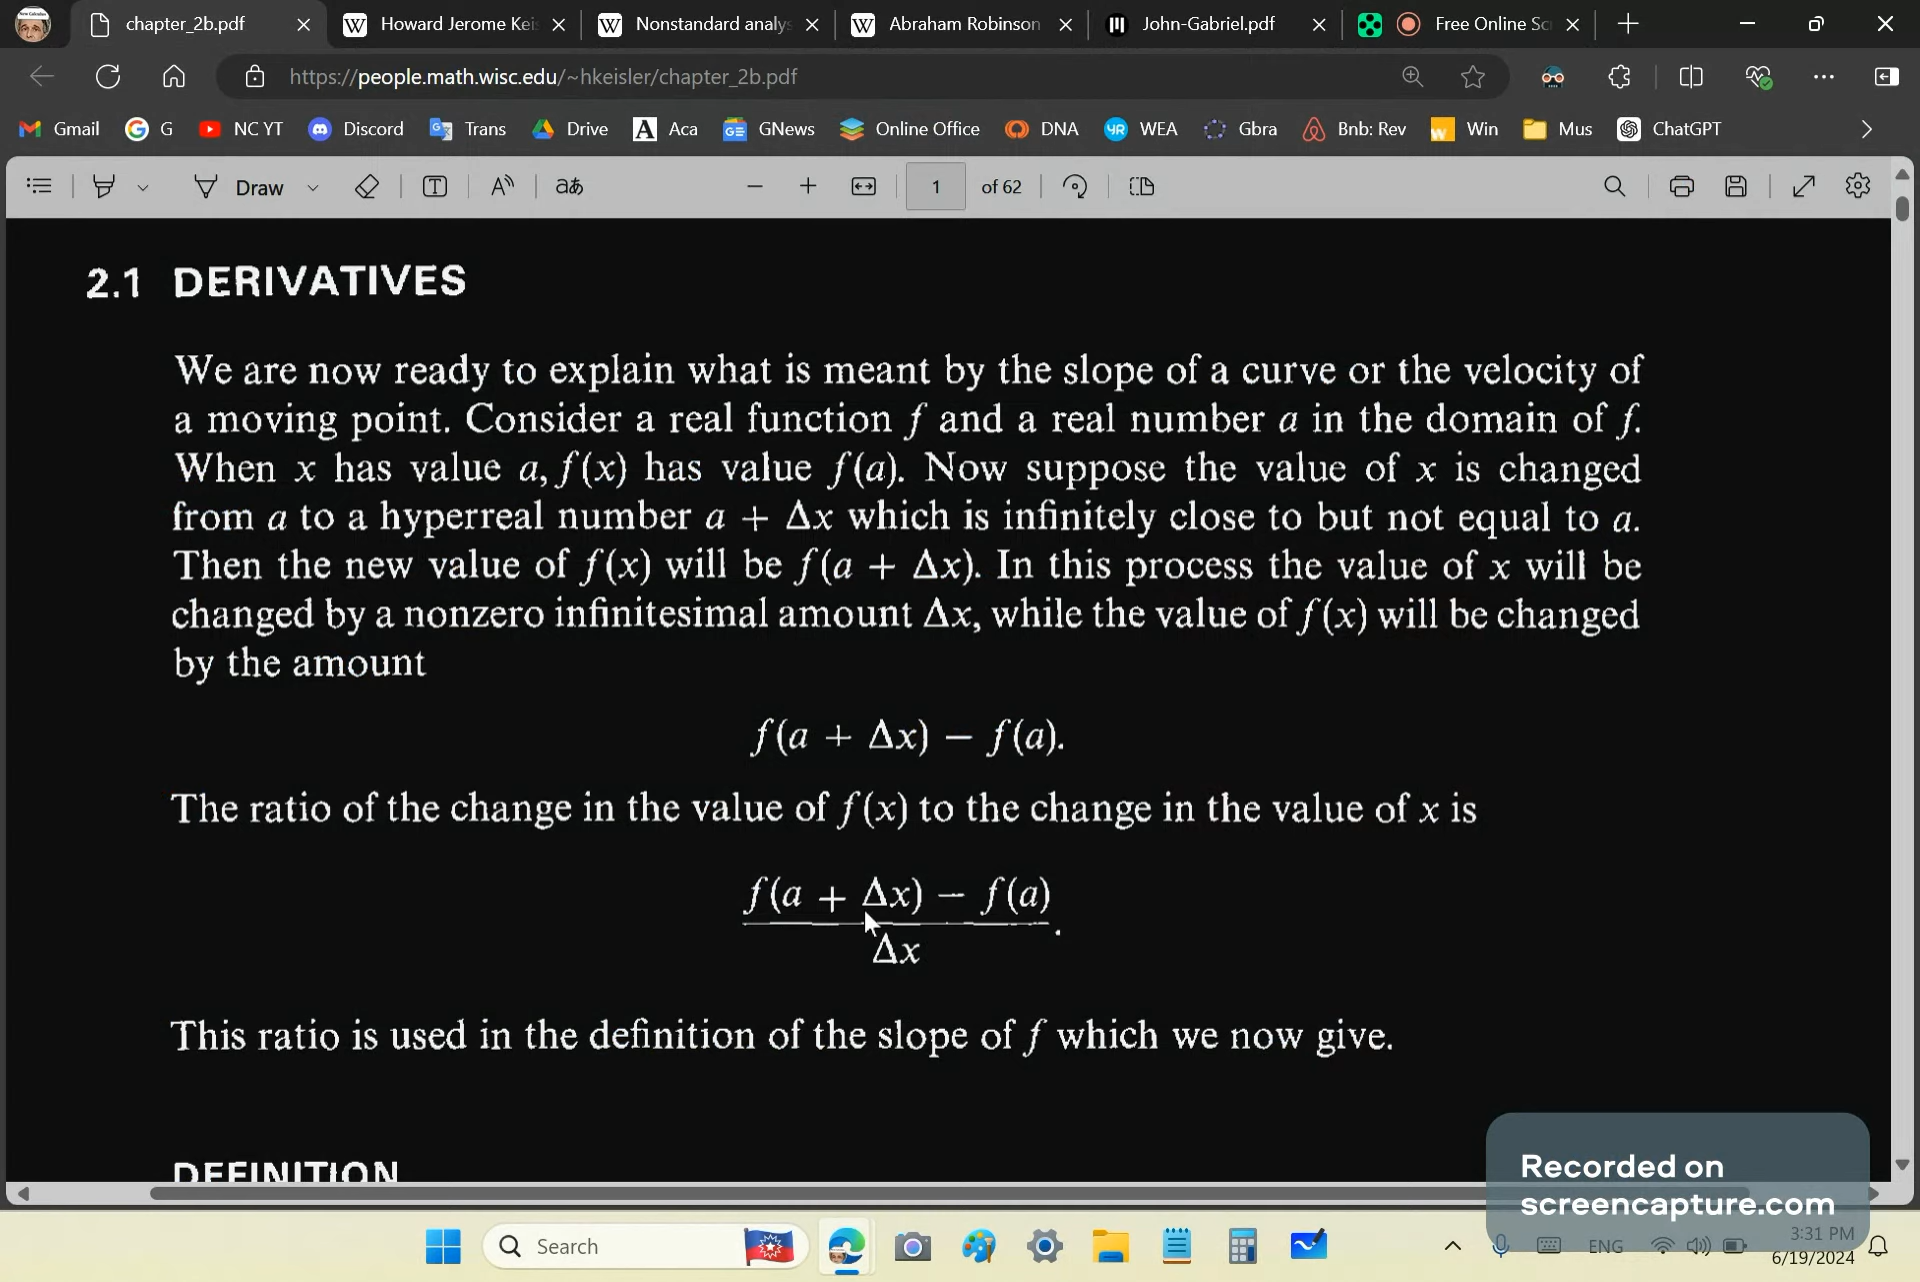 chapter_2b.pdf
Howard Jerome Kei
Nonstandard analys
Abraham Robinson
John-Gabriel.pdf
Free Online Sc
https://people.math.wisc.edu/~hkeisler/chapter_2b.pdf
Gmail
G
NC YT
Discord
Trans
Drive
Aca
GNews
Online Office
DNA
WEA
Gbra
Bnb: Rev
Win
Mus
ChatGPT
Draw
1
of 62
2.1 DERIVATIVES
We are now ready to explain what is meant by the slope of a curve or the velocity of
a moving point. Consider a real function f and a real number a in the domain of f.
When x has value a, f(x) has value f(a). Now suppose the value of x is changed
from a to a hyperreal number a + Δx which is infinitely close to but not equal to a.
Then the new value of f(x) will be f(a + Δx). In this process the value of x will be
changed by a nonzero infinitesimal amount Δx, while the value of f(x) will be changed
by the amount
f(a + Δx) − f(a).
The ratio of the change in the value of f(x) to the change in the value of x is
f(a + Δx) − f(a)
Δx .
This ratio is used in the definition of the slope of f which we now give.
DEFINITION
Recorded on
screencapture.com
Search
ENG
3:31 PM
6/19/2024